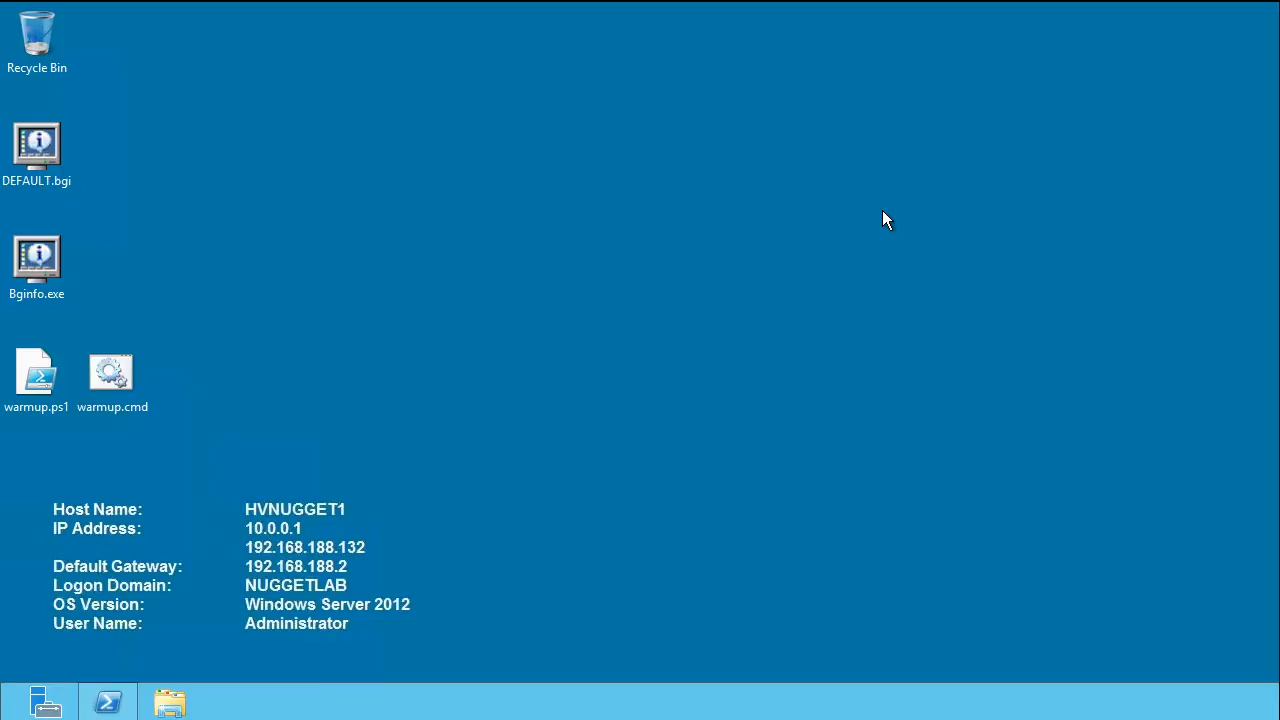 Recycle Bin
DEFAULT.bgi
Bginfo.exe
warmup.ps1 warmup.cmd
Host Name: HVNUGGET1
IP Address: 10.0.0.1
192.168.188.132
Default Gateway: 192.168.188.2
Logon Domain: NUGGETLAB
OS Version: Windows Server 2012
User Name: Administrator